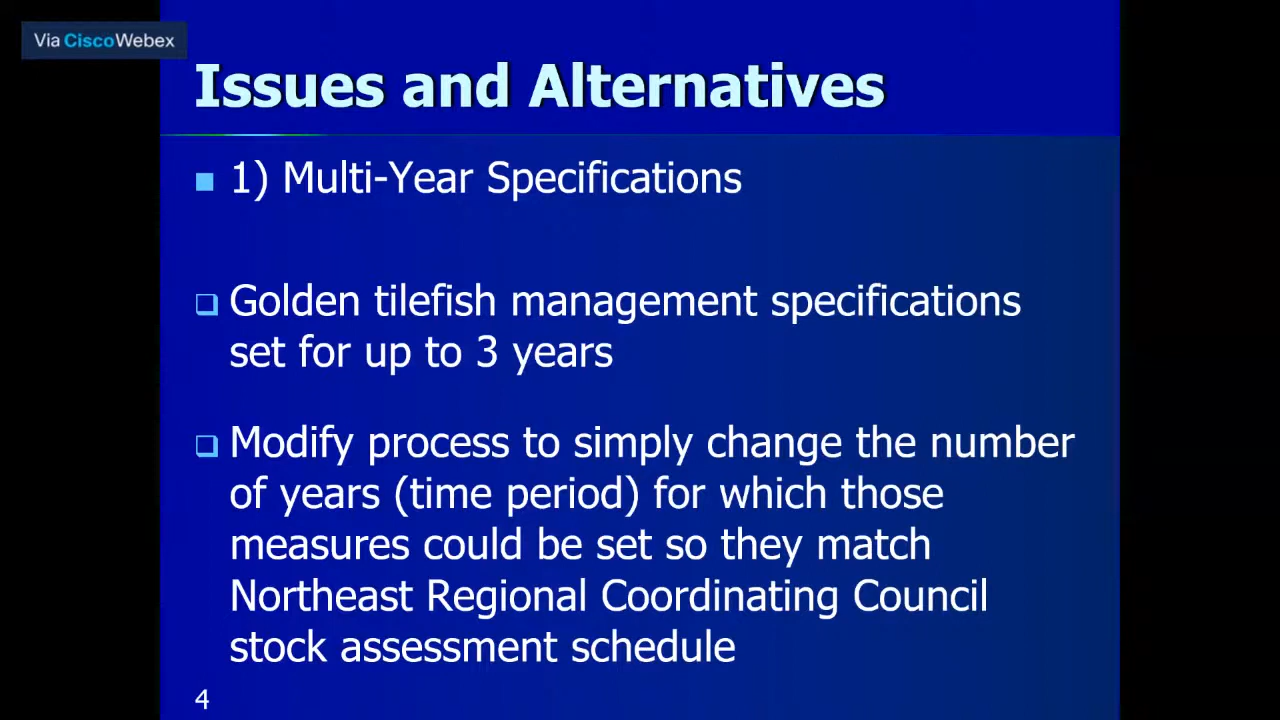 Via CiscoWebex
Issues and Alternatives
1) Multi-Year Specifications
Golden tilefish management specifications
set for up to 3 years
Modify process to simply change the number
of years (time period) for which those
measures could be set so they match
Northeast Regional Coordinating Council
stock assessment schedule
4